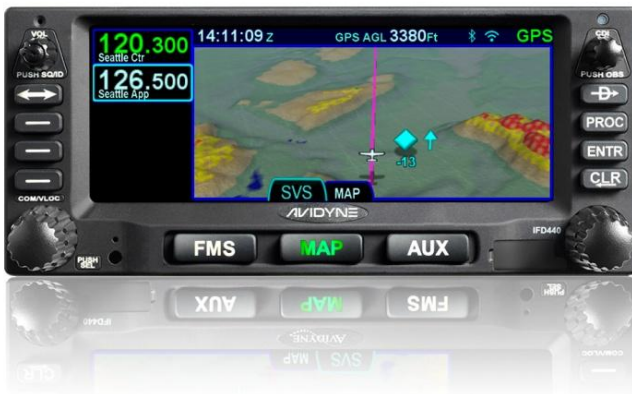 VOL
PUSH SQ/ID
COM/VLOC
PUSH SEL
120.300
Seattle Ctr
126.500
Seattle App
14:11:09 Z
GPS AGL 3380Ft
GPS
-13
SVS
MAP
AVIDYNE
FMS
MAP
AUX
CDI
PUSH OBS
D
PROC
ENTR
CLR
IFD440